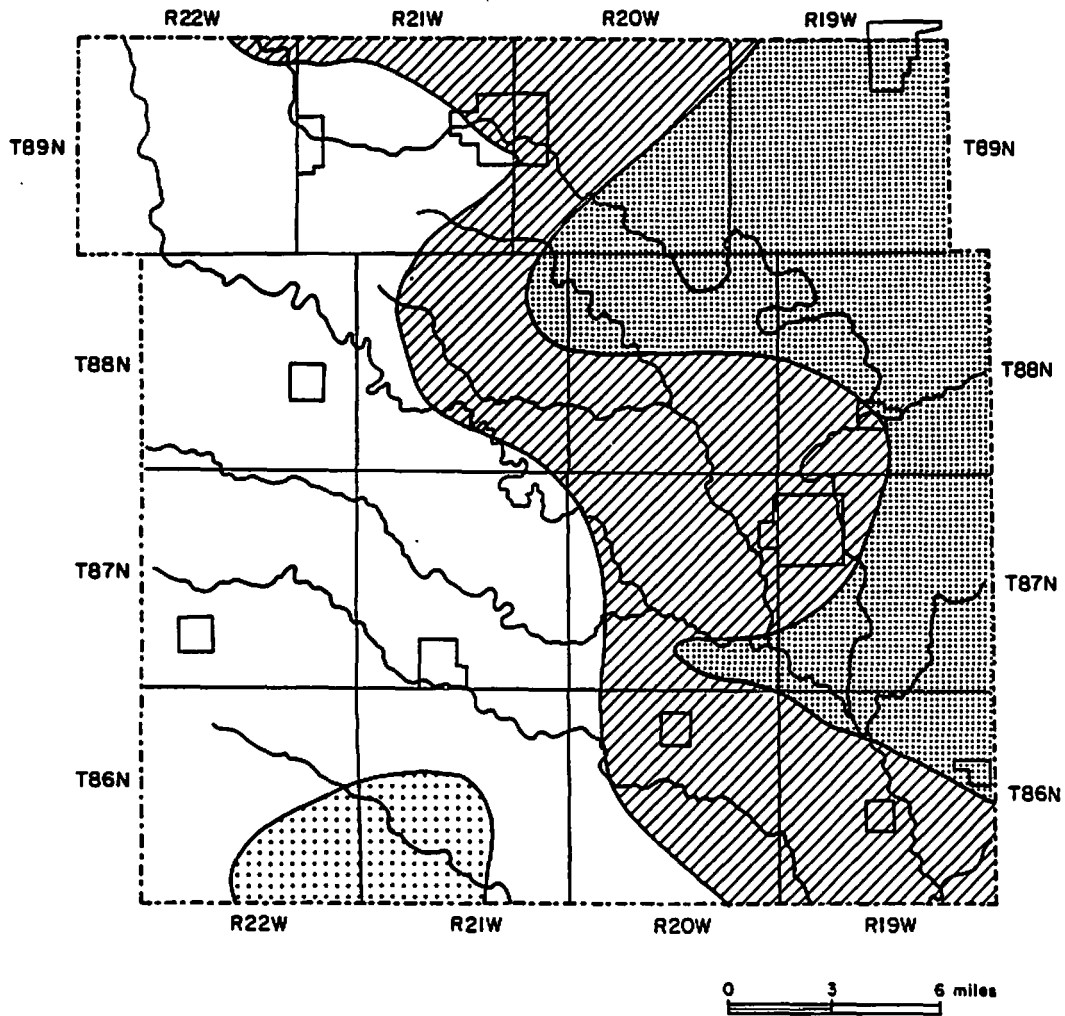 R22W R21W R20W R19W
T89N T89N
T88N T88N
T87N T87N
T86N T86N
R22W R21W R20W R19W
0 3 6 miles